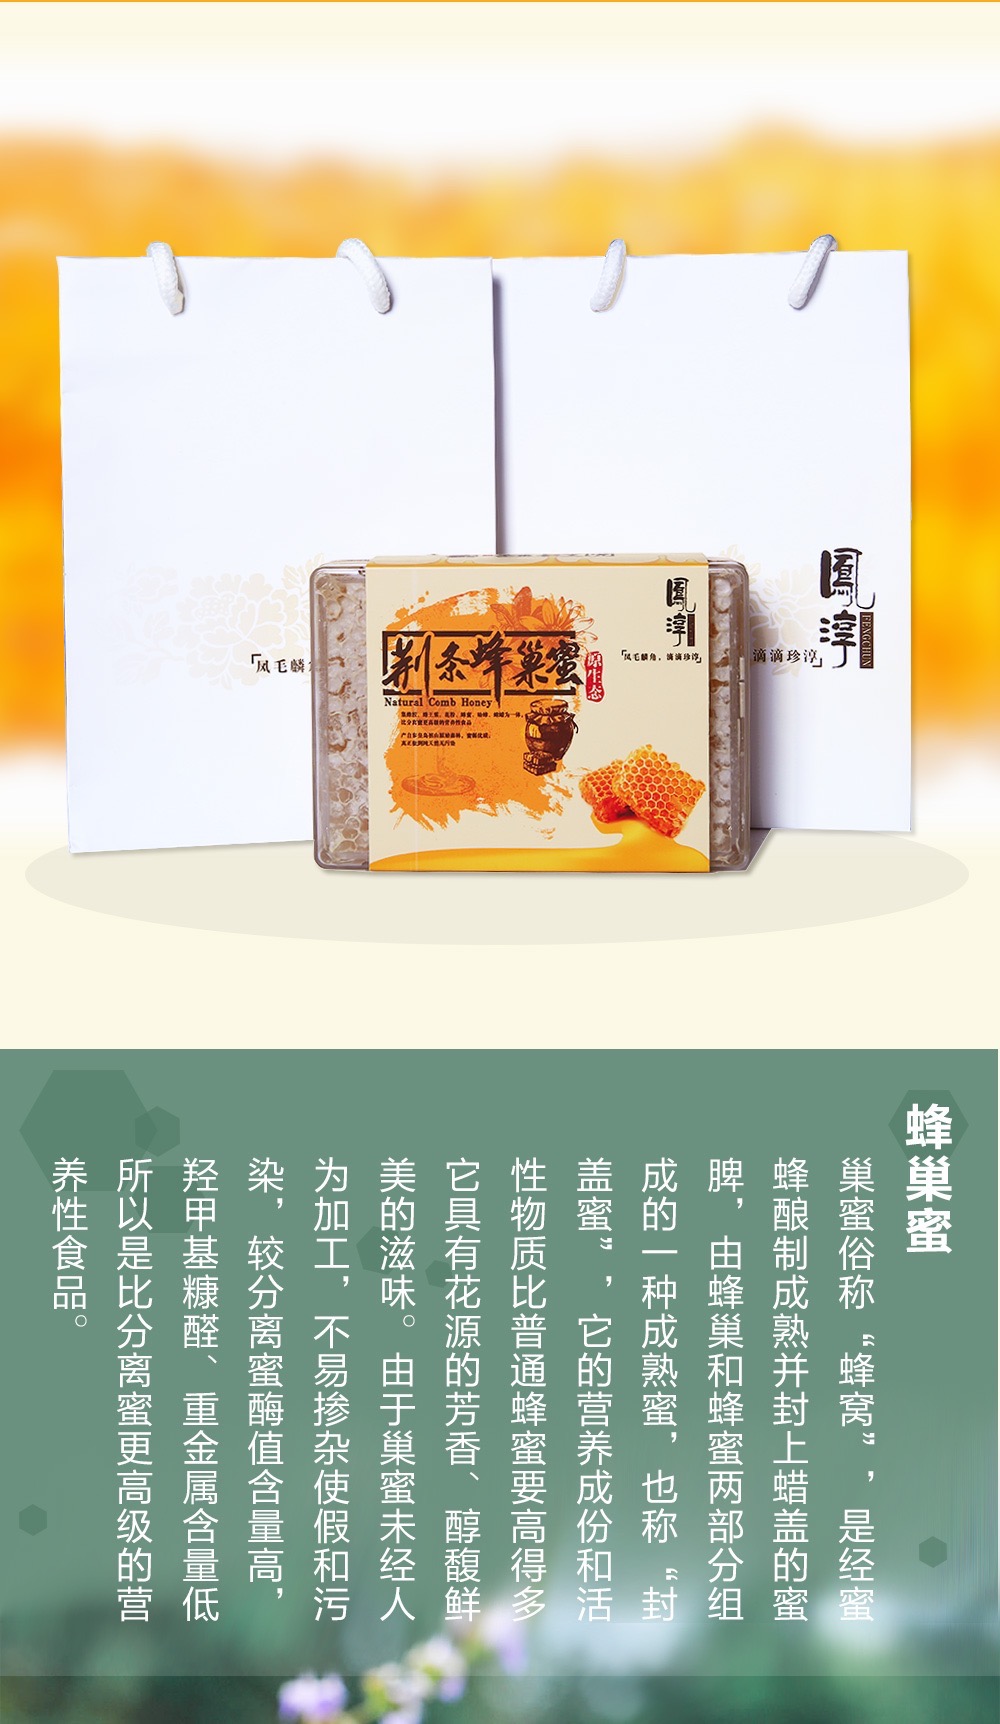 鳳淳
FENGCHUN
「凤毛麟
滴滴珍淳」
鳳淳
「凤毛麟角，滴滴珍淳」
荆条蜂巢蜜
原生态
Natural Comb Honey
蜂巢蜜
巢蜜俗称“蜂窝”，是经蜜
蜂酿制成熟并封上蜡盖的蜜
脾，由蜂巢和蜂蜜两部分组
成的一种成熟蜜，也称“封
盖蜜”，它的营养成份和活
性物质比普通蜂蜜要高得多
它具有花源的芳香、醇馥鲜
美的滋味。由于巢蜜未经人
为加工，不易掺杂使假和污
染，较分离蜜酶值含量高，
羟甲基糠醛、重金属含量低
所以是比分离蜜更高级的营
养性食品。